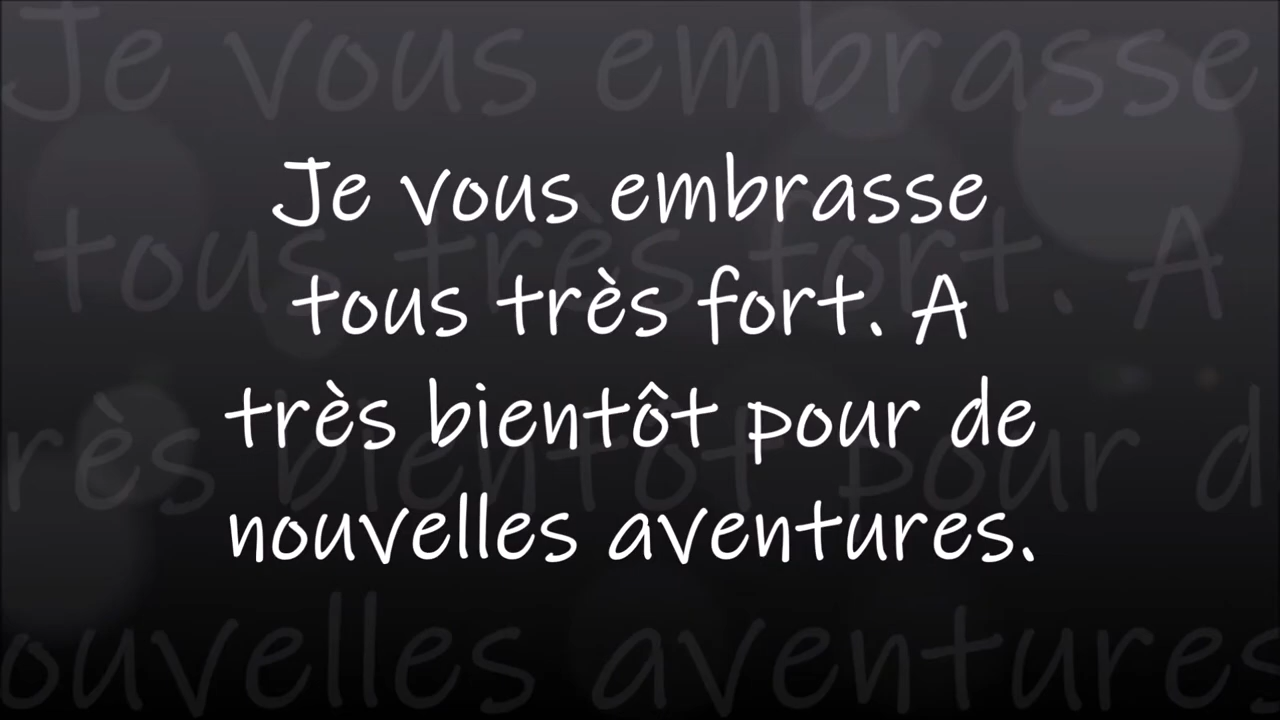 Je vous embrasse
tous très fort. A
très bientôt pour de
nouvelles aventures.